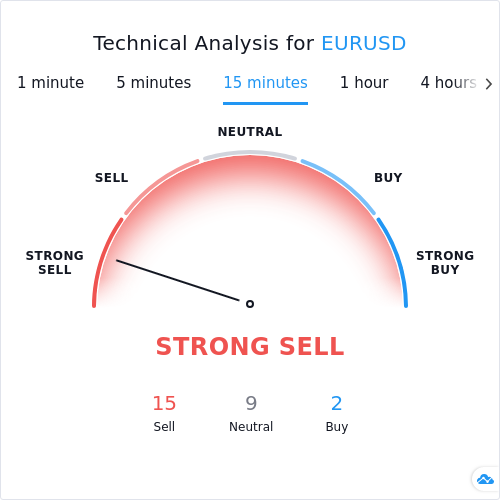 Technical Analysis for EURUSD
1 minute 5 minutes 15 minutes 1 hour 4 hours
NEUTRAL
SELL BUY
STRONG SELL
STRONG BUY
STRONG SELL
15 9 2
Sell Neutral Buy